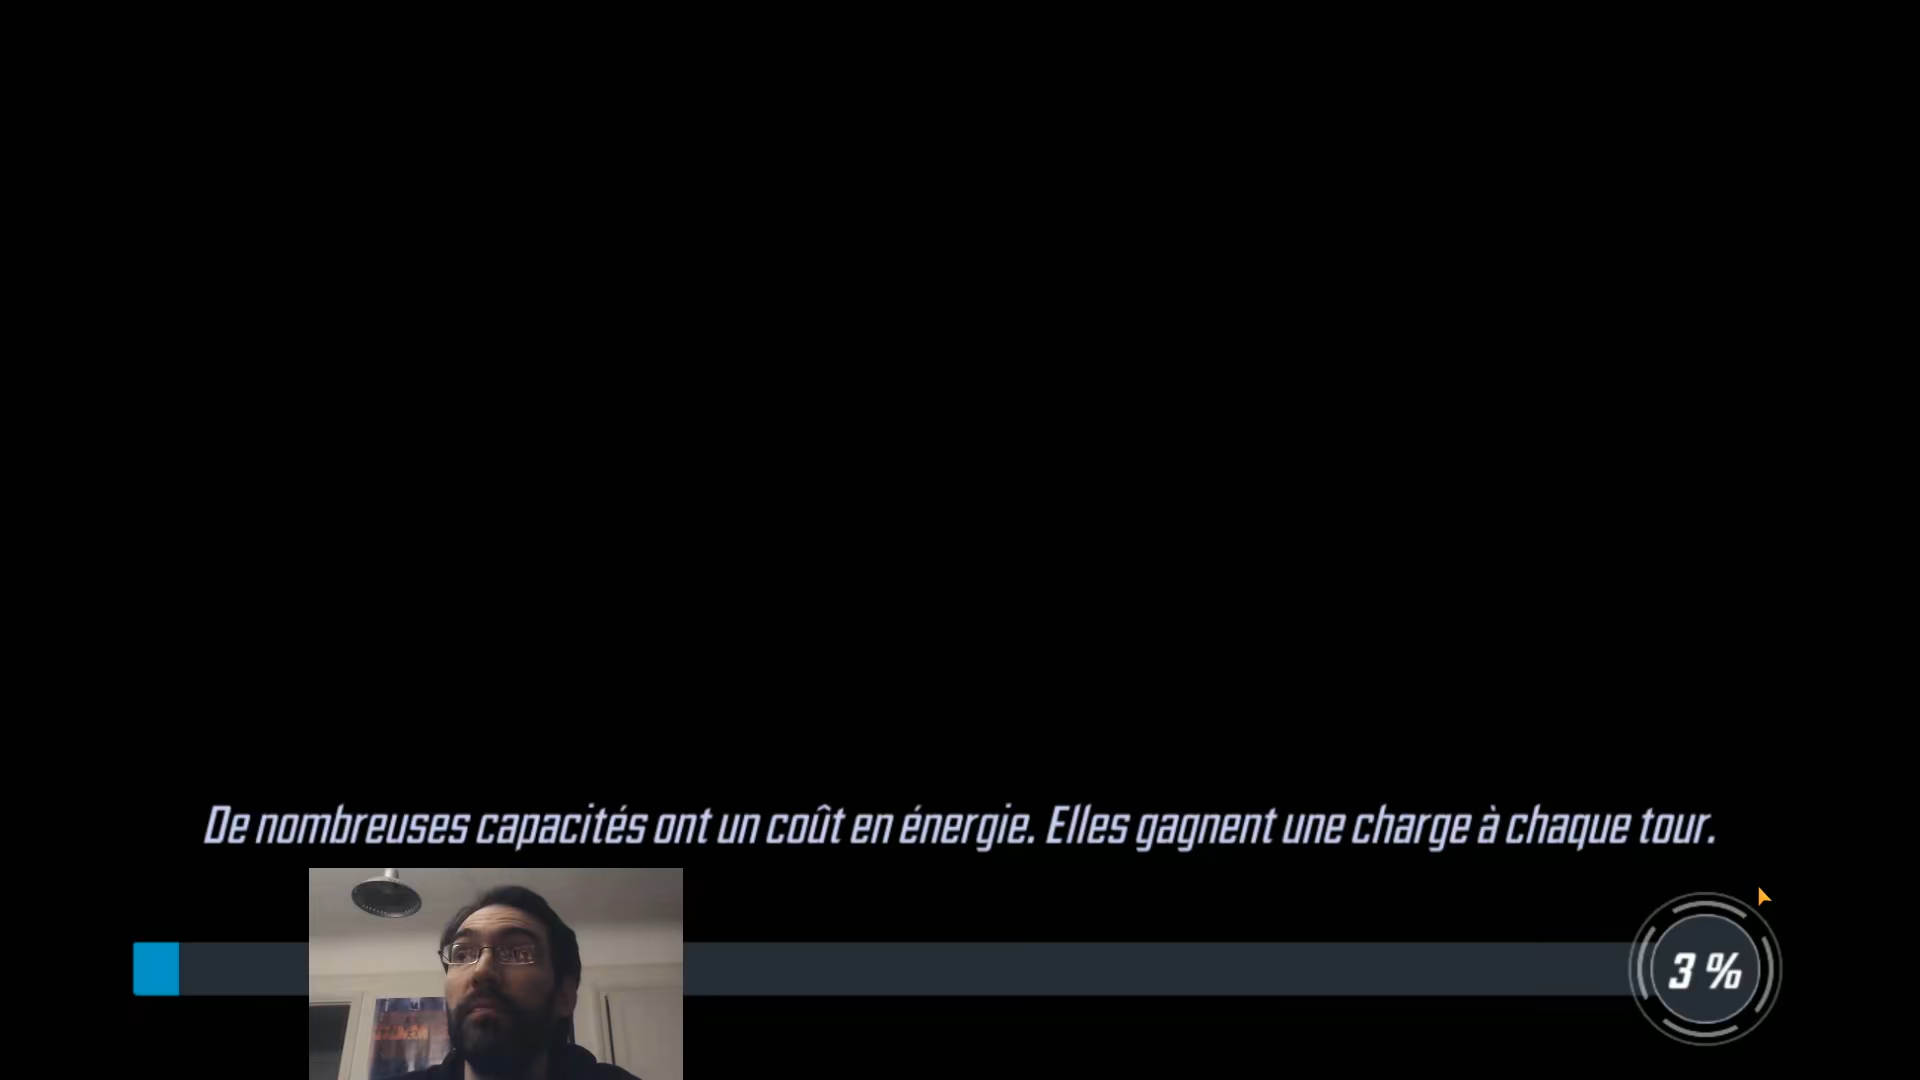 De nombreuses capacités ont un coût en énergie. Elles gagnent une charge à chaque tour.
3 %